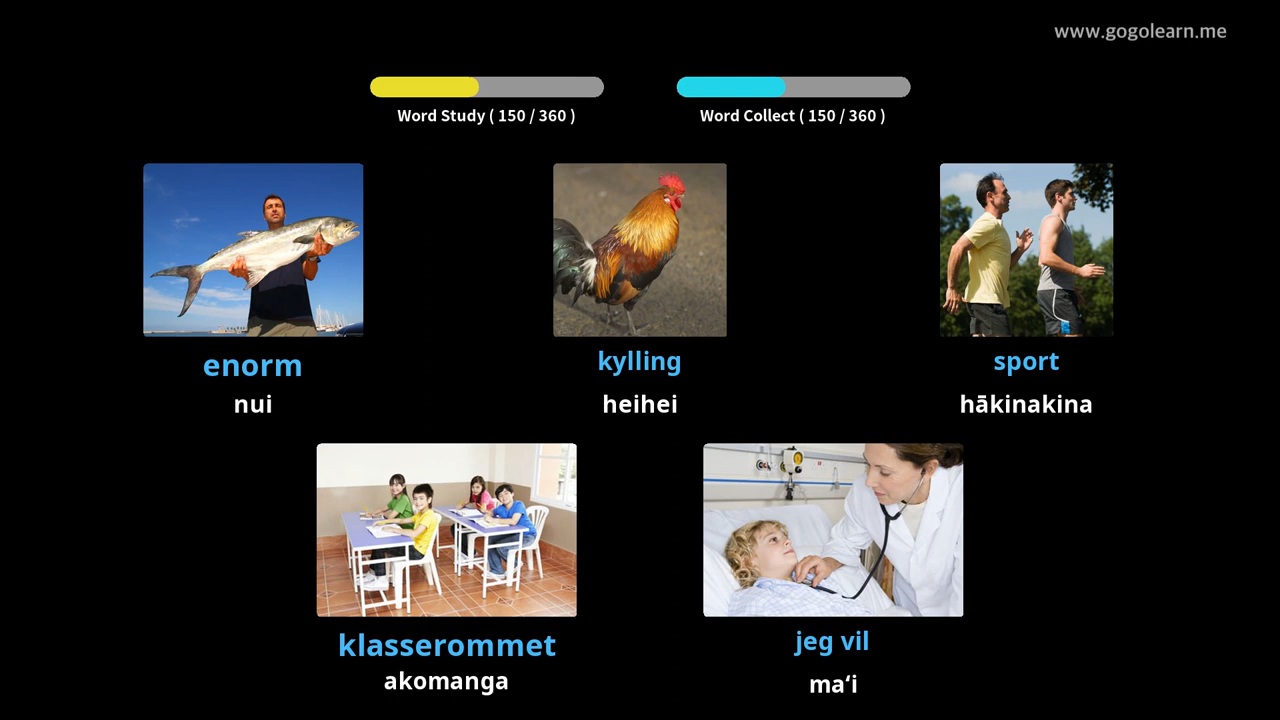 www.gogolearn.me
Word Study ( 150 / 360 )
Word Collect ( 150 / 360 )
enorm
nui
kylling
heihei
sport
hākinakina
klasserommet
akomanga
jeg vil
maʻi